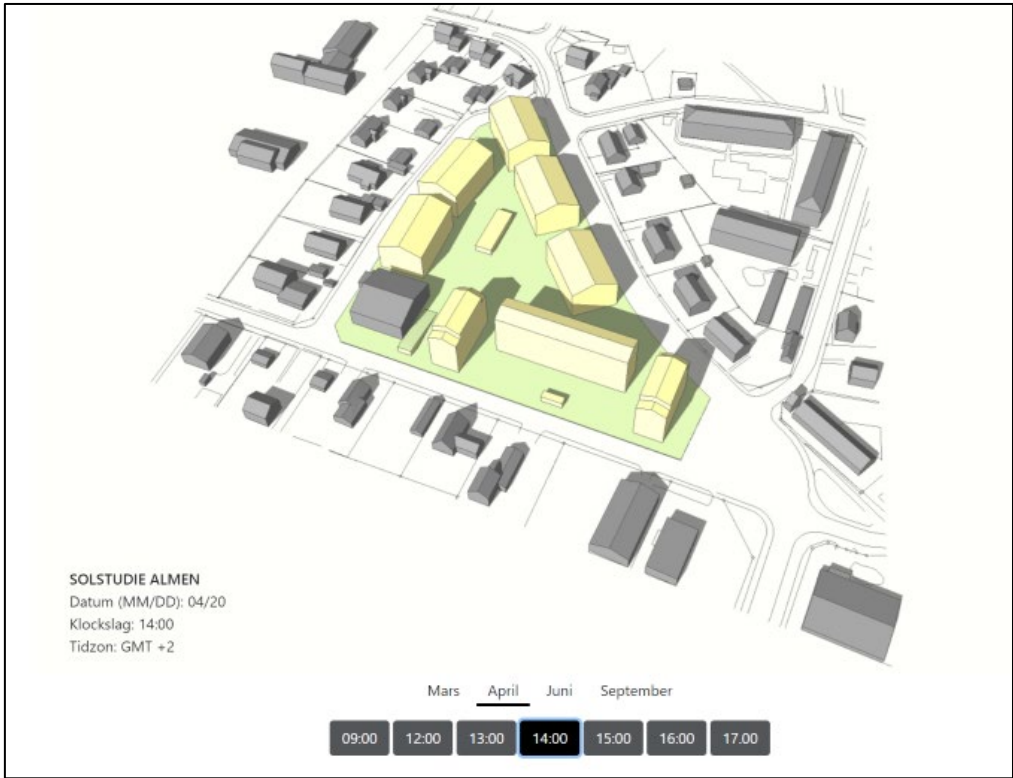 SOLSTUDIE ALMEN
Datum (MM/DD): 04/20
Klockslag: 14:00
Tidzon: GMT +2
Mars April Juni September
09:00 12:00 13:00 14:00 15:00 16:00 17.00